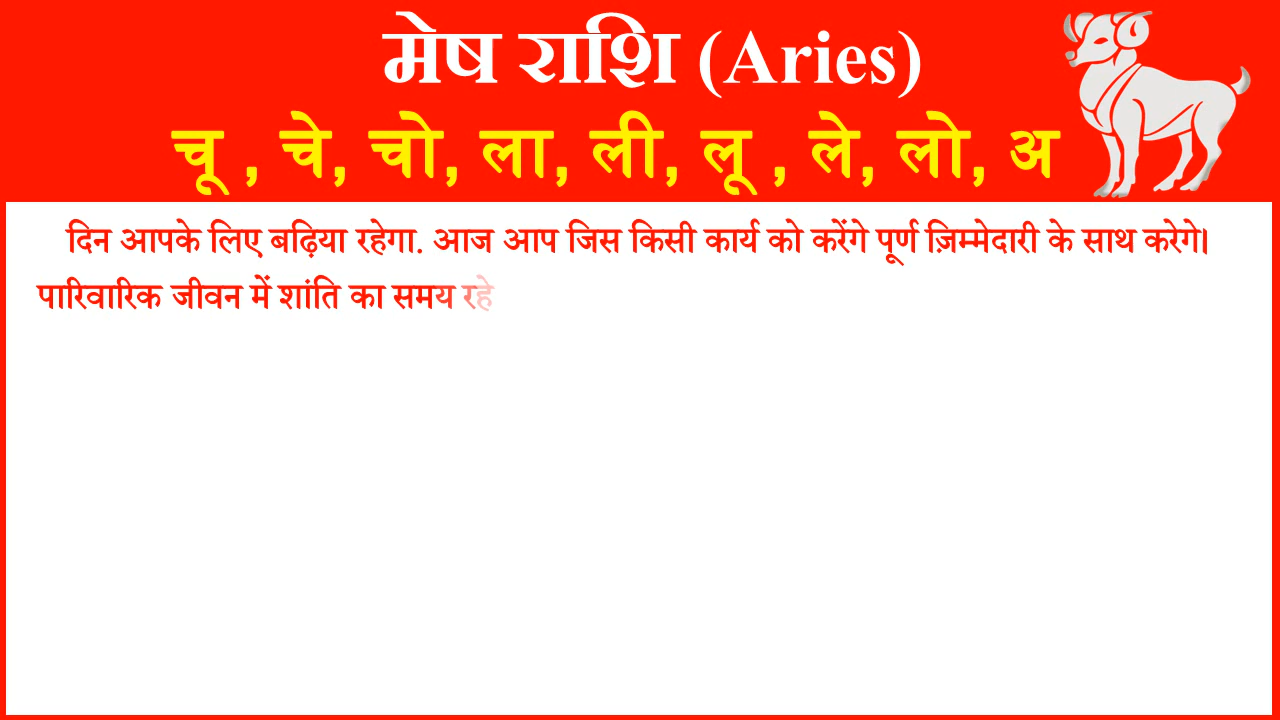 मेष राशि (Aries)
चू , चे, चो, ला, ली, लू , ले, लो, अ
दिन आपके लिए बढ़िया रहेगा. आज आप जिस किसी कार्य को करेंगे पूर्ण ज़िम्मेदारी के साथ करेगे।
पारिवारिक जीवन में शांति का समय रहे